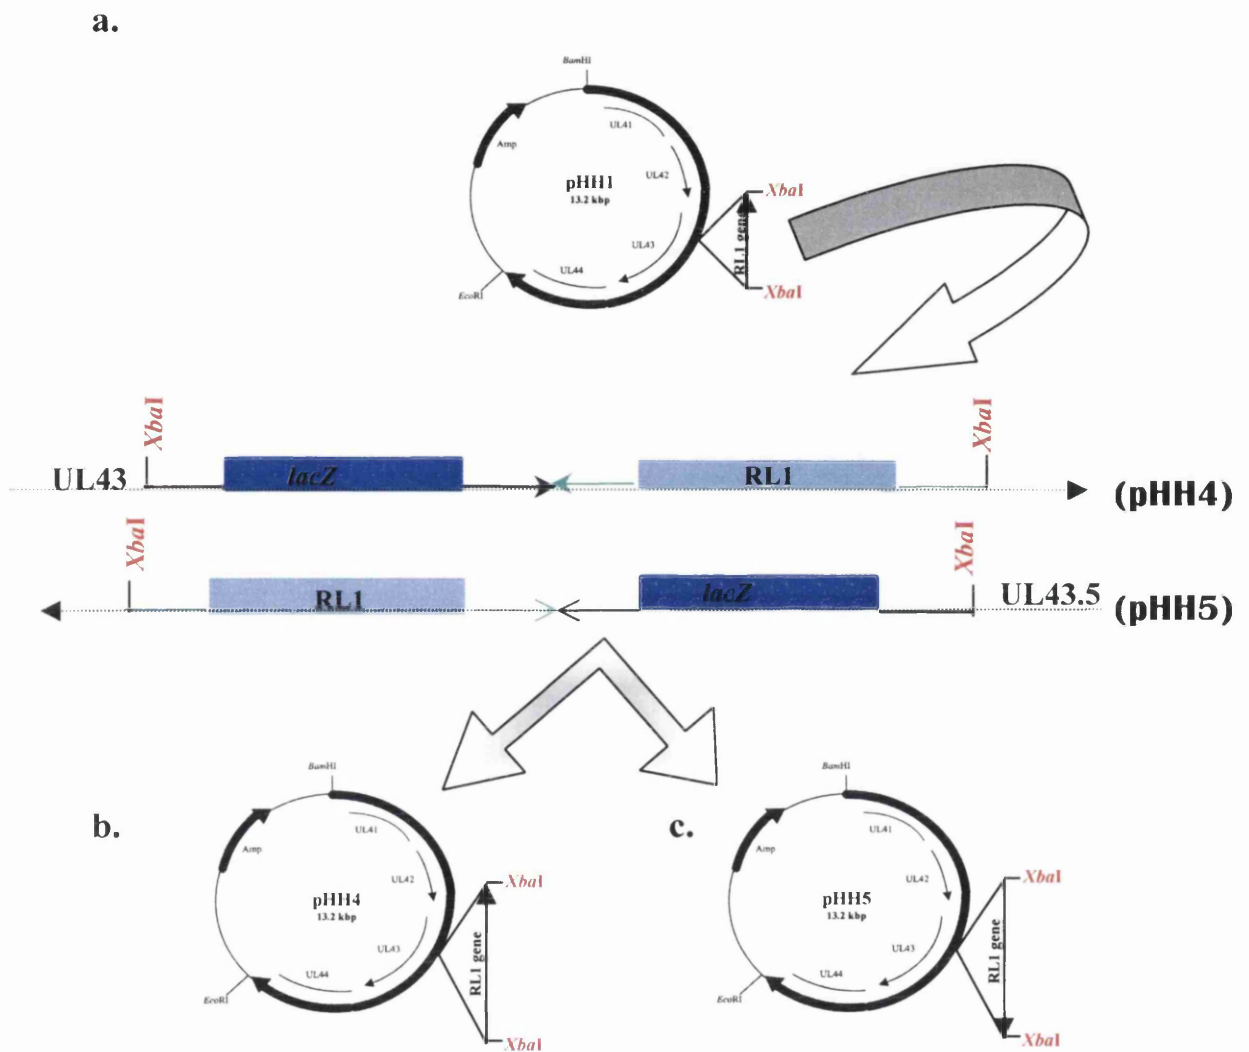 a.
BamHI
UL41
Amp
UL42
pHH1
13.2 kbp
XbaI
RL1 gene
UL43
UL44
EcoRI
XbaI
XbaI
XbaI
UL43
lacZ
RL1
(pHH4)
XbaI
XbaI
RL1
lacZ
UL43.5
(pHH5)
b.
BamHI
UL41
Amp
UL42
pHH4
13.2 kbp
XbaI
RL1 gene
UL43
UL44
EcoRI
XbaI
c.
BamHI
UL41
Amp
UL42
pHH5
13.2 kbp
XbaI
RL1 gene
UL43
UL44
EcoRI
XbaI